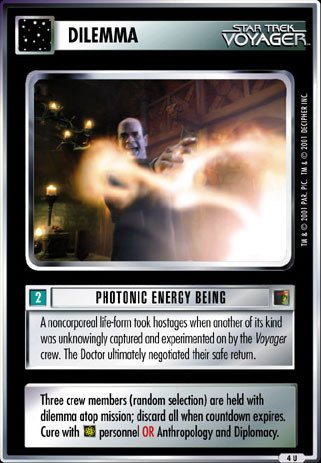 DILEMMA
STAR TREK
VOYAGER™
TM & © 2001 PAR. PIC. TM & © 2001 DECIPHER INC.
2
PHOTONIC ENERGY BEING
A noncorporeal life-form took hostages when another of its kind
was unknowingly captured and experimented on by the Voyager
crew. The Doctor ultimately negotiated their safe return.
Three crew members (random selection) are held with
dilemma atop mission; discard all when countdown expires.
Cure with personnel OR Anthropology and Diplomacy.
4 U